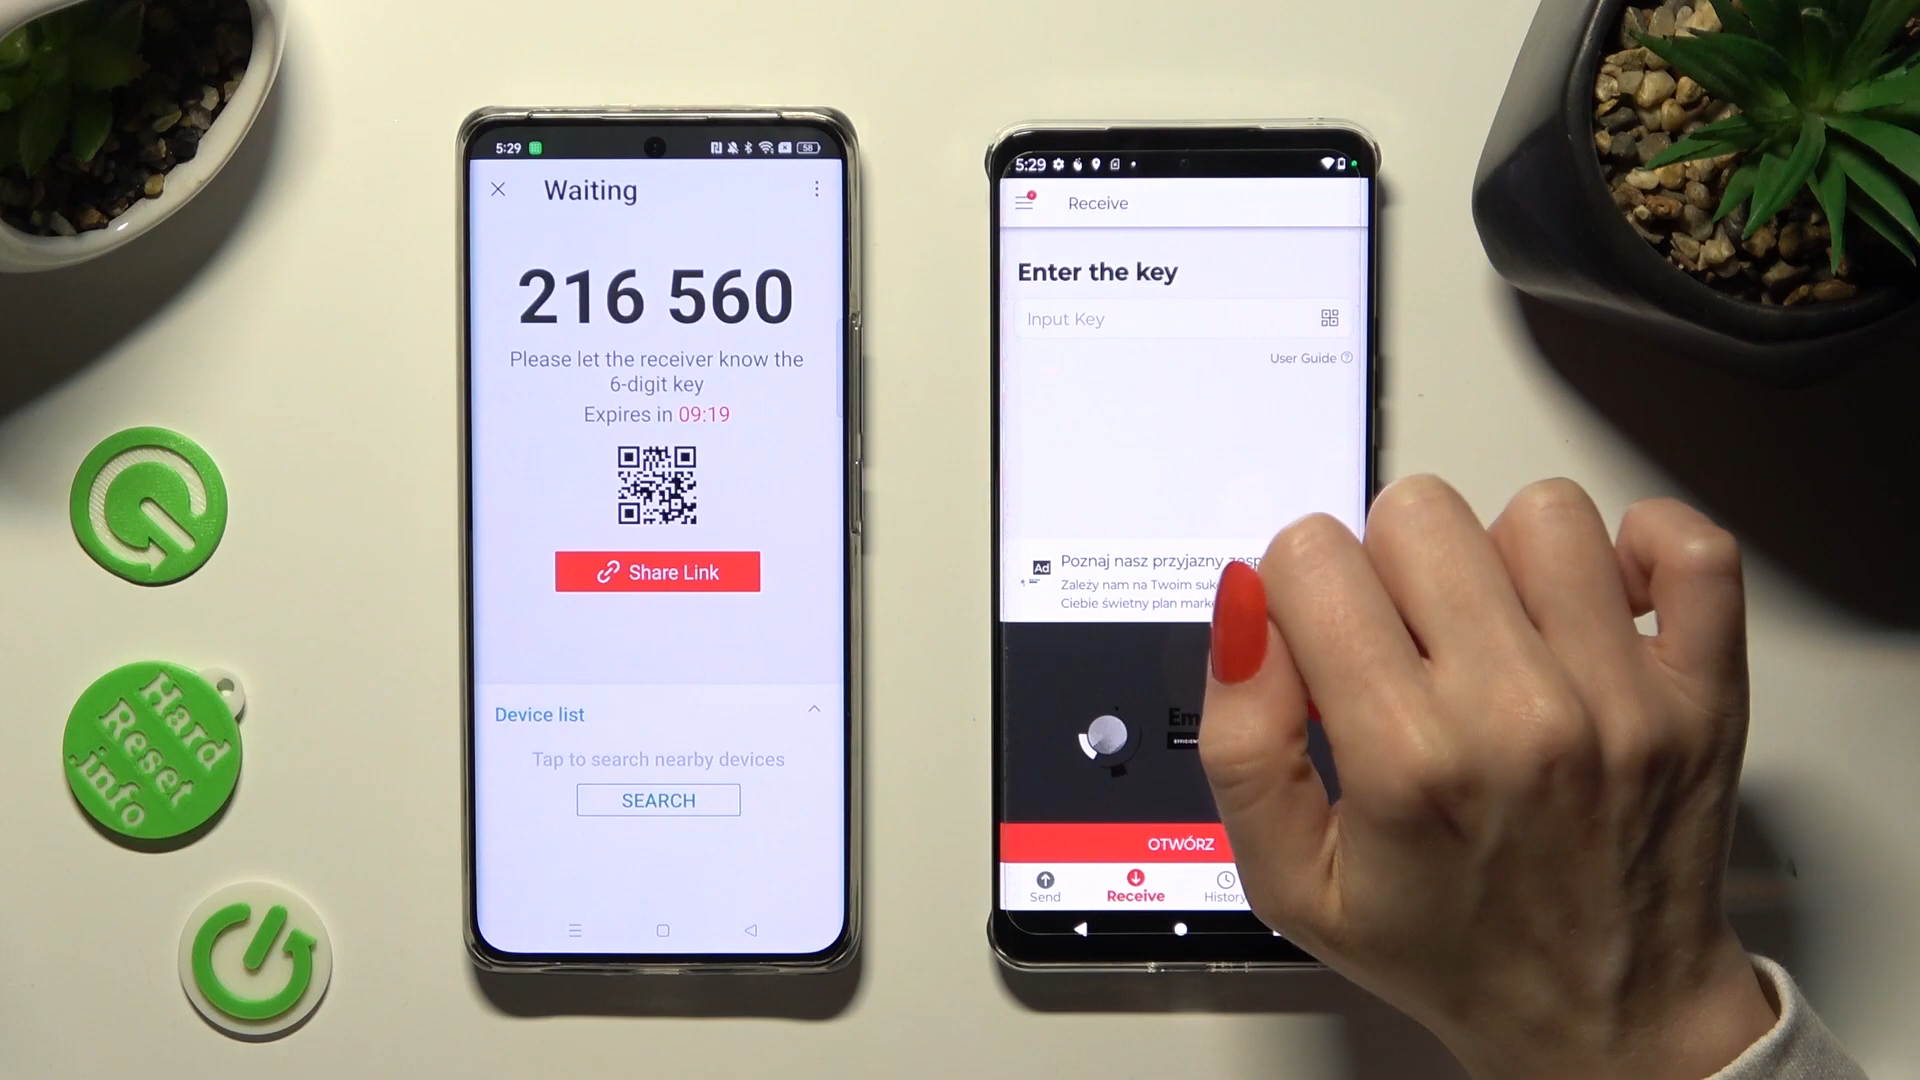 5:29
58
Waiting
216 560
Please let the receiver know the
6-digit key
Expires in 09:19
Share Link
Device list
Tap to search nearby devices
SEARCH
5:29
Receive
Enter the key
Input Key
User Guide
Ad
Poznaj nasz przyjazny
Zależy nam na Twoim
Ciebie świetny plan
OTWÓRZ
Send
Receive
History
Hard
Reset
.info